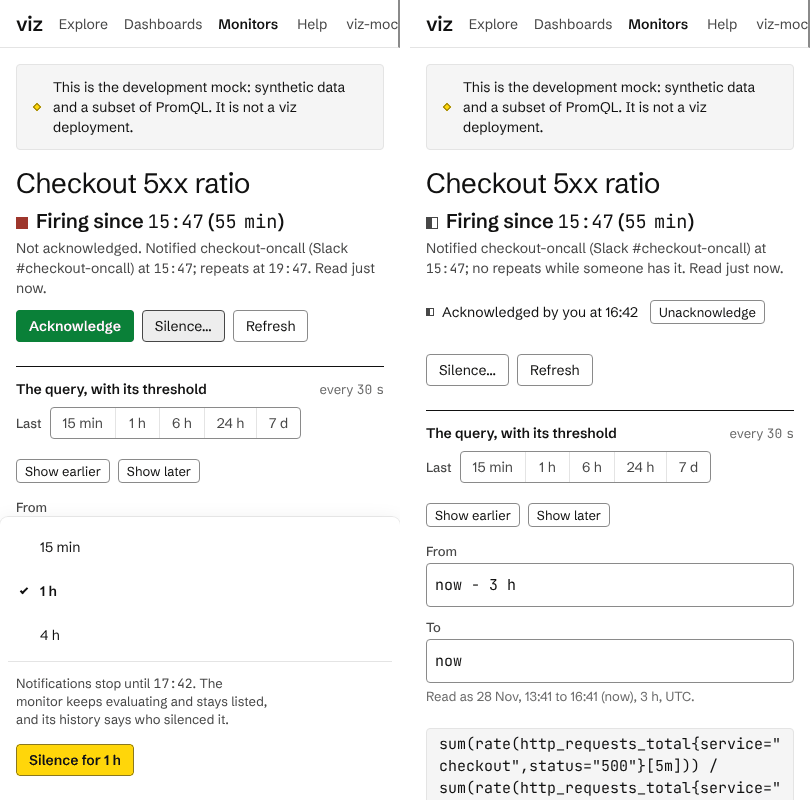 viz Explore Dashboards Monitors Help viz-moc
This is the development mock: synthetic data
and a subset of PromQL. It is not a viz
deployment.
Checkout 5xx ratio
Firing since 15:47 (55 min)
Not acknowledged. Notified checkout-oncall (Slack
#checkout-oncall) at 15:47; repeats at 19:47. Read just
now.
Acknowledge Silence… Refresh
The query, with its threshold every 30 s
Last 15 min 1 h 6 h 24 h 7 d
Show earlier Show later
From
15 min
1 h
4 h
Notifications stop until 17:42. The
monitor keeps evaluating and stays listed,
and its history says who silenced it.
Silence for 1 h
viz Explore Dashboards Monitors Help viz-moc
This is the development mock: synthetic data
and a subset of PromQL. It is not a viz
deployment.
Checkout 5xx ratio
Firing since 15:47 (55 min)
Notified checkout-oncall (Slack #checkout-oncall) at
15:47; no repeats while someone has it. Read just now.
Acknowledged by you at 16:42 Unacknowledge
Silence… Refresh
The query, with its threshold every 30 s
Last 15 min 1 h 6 h 24 h 7 d
Show earlier Show later
From
now - 3 h
To
now
Read as 28 Nov, 13:41 to 16:41 (now), 3 h, UTC.
sum(rate(http_requests_total{service="
checkout",status="500"}[5m])) /
sum(rate(http_requests_total{service="